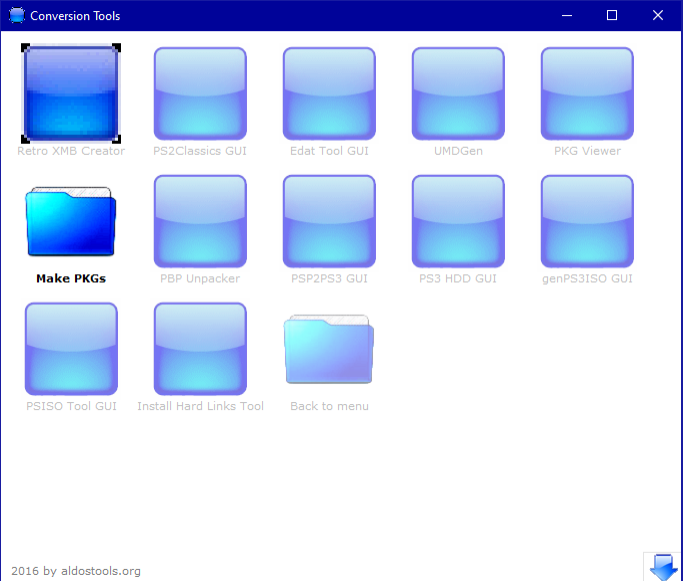 Conversion Tools
Retro XMB Creator
PS2Classics GUI
Edat Tool GUI
UMDGen
PKG Viewer
Make PKGs
PBP Unpacker
PSP2PS3 GUI
PS3 HDD GUI
genPS3ISO GUI
PSISO Tool GUI
Install Hard Links Tool
Back to menu
2016 by aldostools.org